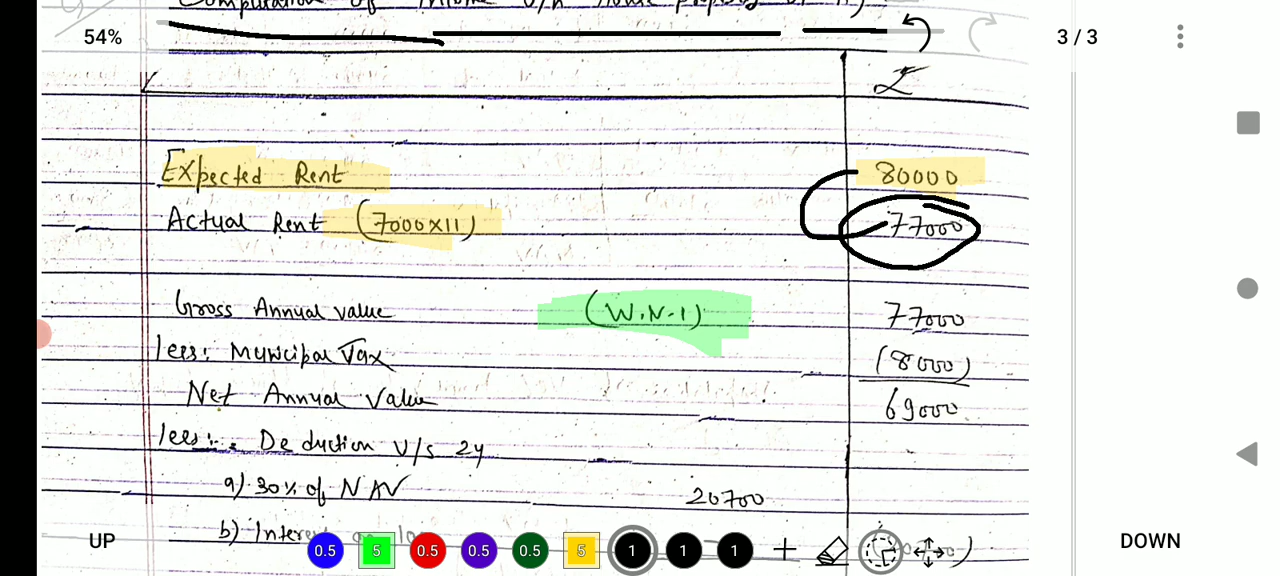 54%
3 / 3
Expected Rent 80000
Actual Rent (7000x11) 77000
Gross Annual value (W.N-1) 77000
less: Muncipal Tax (8000)
Net Annual Value 69000
less: Deduction U/s 24
a) 30% of NAV 20700
b)
UP 0.5 5 0.5 0.5 0.5 5 1 1 1 DOWN